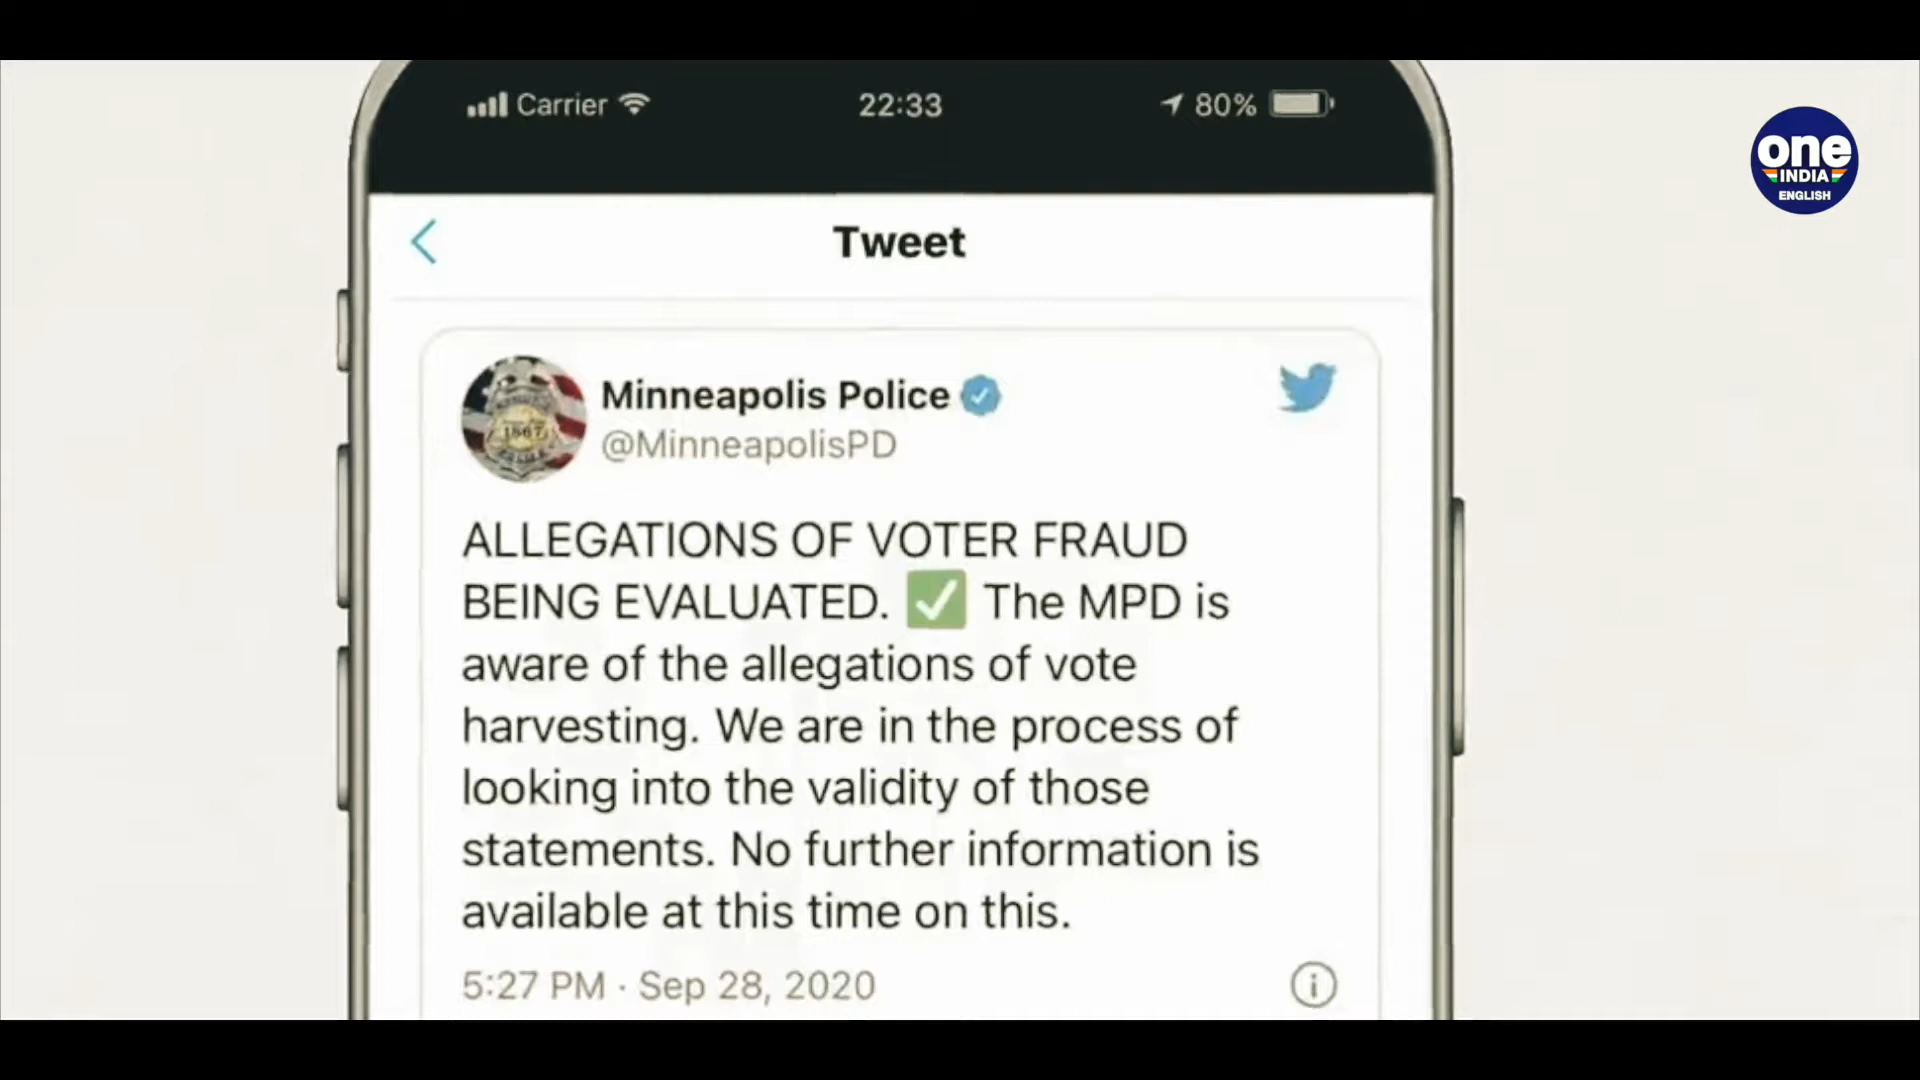 Carrier 22:33 80%
one
INDIA
ENGLISH
Tweet
Minneapolis Police
@MinneapolisPD
1867
ALLEGATIONS OF VOTER FRAUD
BEING EVALUATED. ✅ The MPD is
aware of the allegations of vote
harvesting. We are in the process of
looking into the validity of those
statements. No further information is
available at this time on this.
5:27 PM · Sep 28, 2020